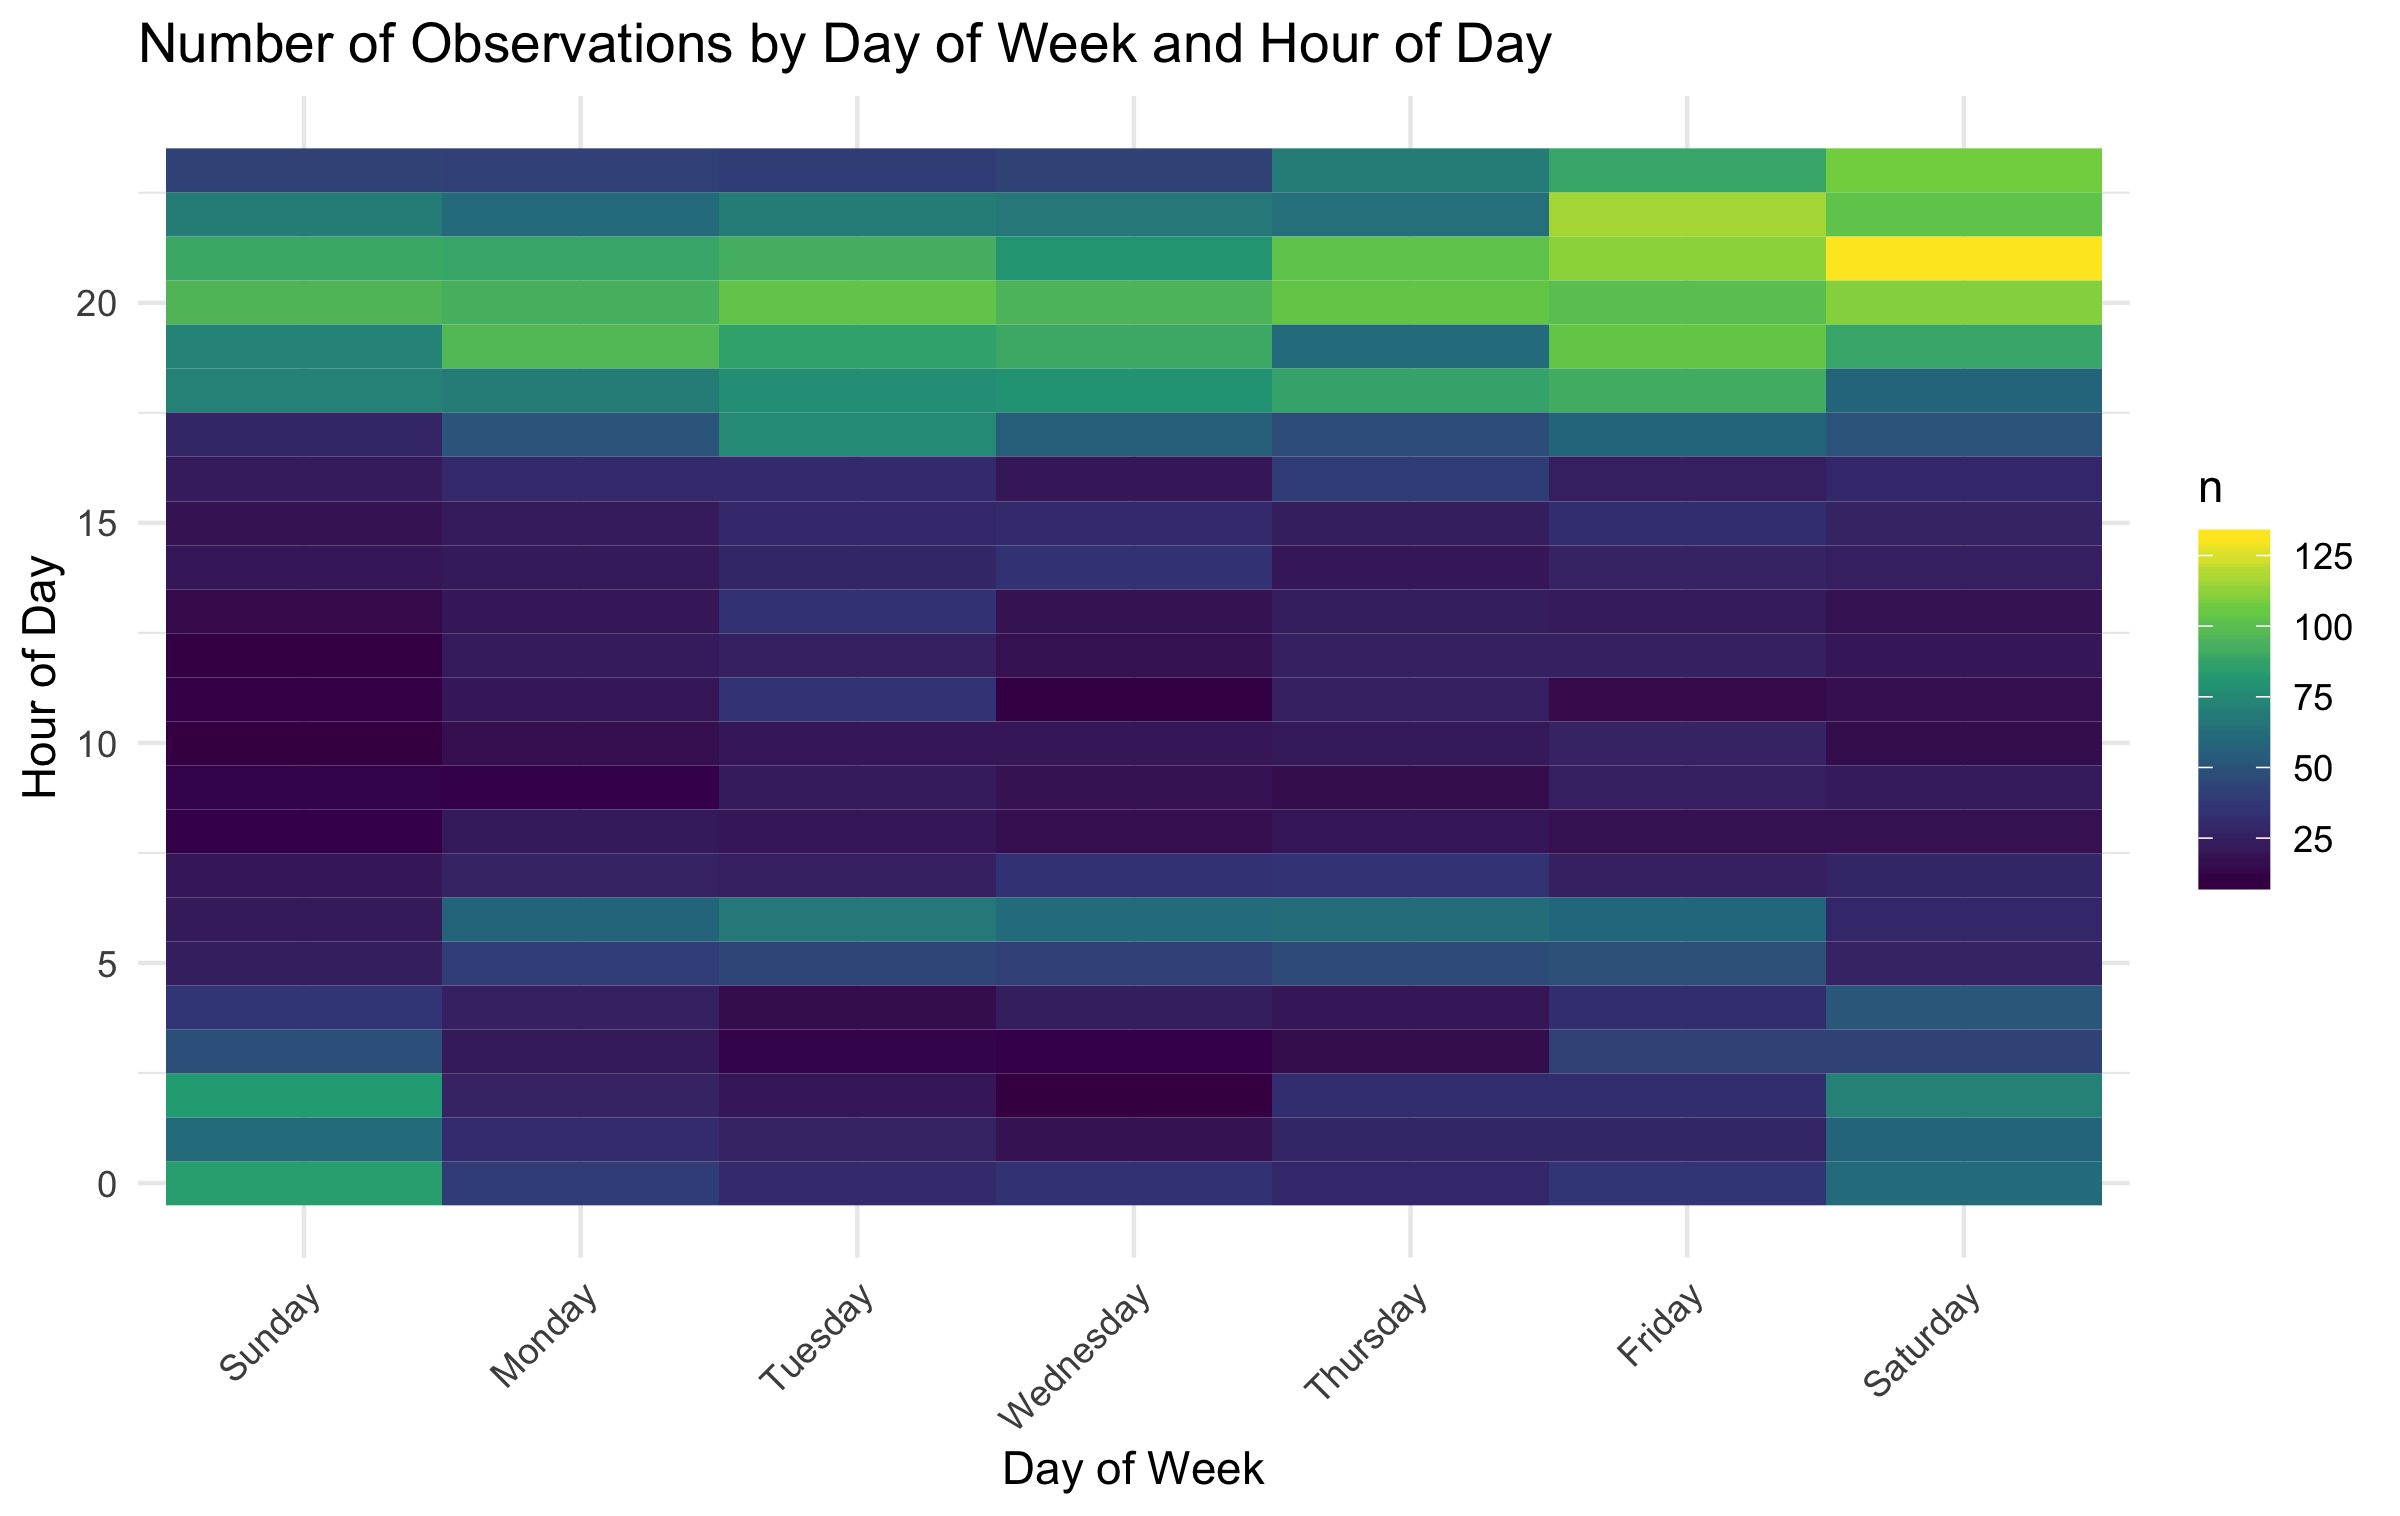 Number of Observations by Day of Week and Hour of Day
20
15
10
5
0
Hour of Day
Sunday
Monday
Tuesday
Wednesday
Thursday
Friday
Saturday
Day of Week
n
125
100
75
50
25